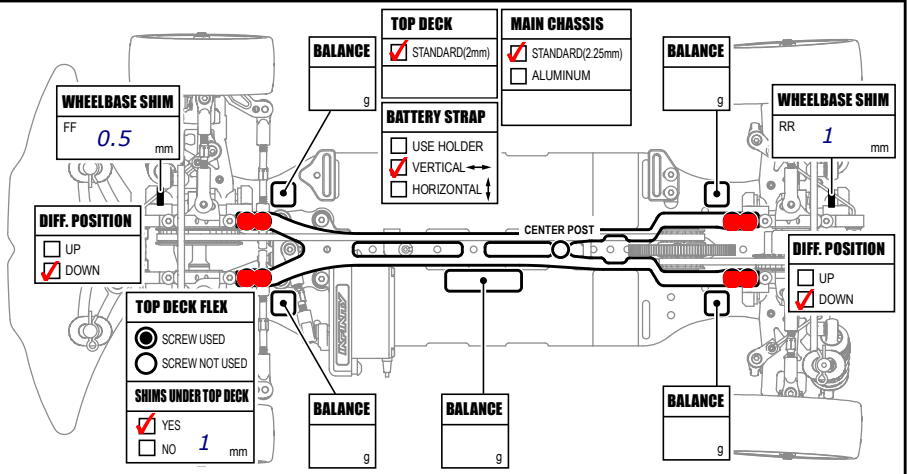 TOP DECK
STANDARD(2mm)
MAIN CHASSIS
STANDARD(2.25mm)
ALUMINUM
BALANCE
g
BALANCE
g
WHEELBASE SHIM
FF
0.5
mm
WHEELBASE SHIM
RR
1
mm
BATTERY STRAP
USE HOLDER
VERTICAL
HORIZONTAL
DIFF. POSITION
UP
DOWN
CENTER POST
DIFF. POSITION
UP
DOWN
TOP DECK FLEX
SCREW USED
SCREW NOT USED
SHIMS UNDER TOP DECK
YES
NO 1 mm
INFINITY
BALANCE
g
BALANCE
g
BALANCE
g